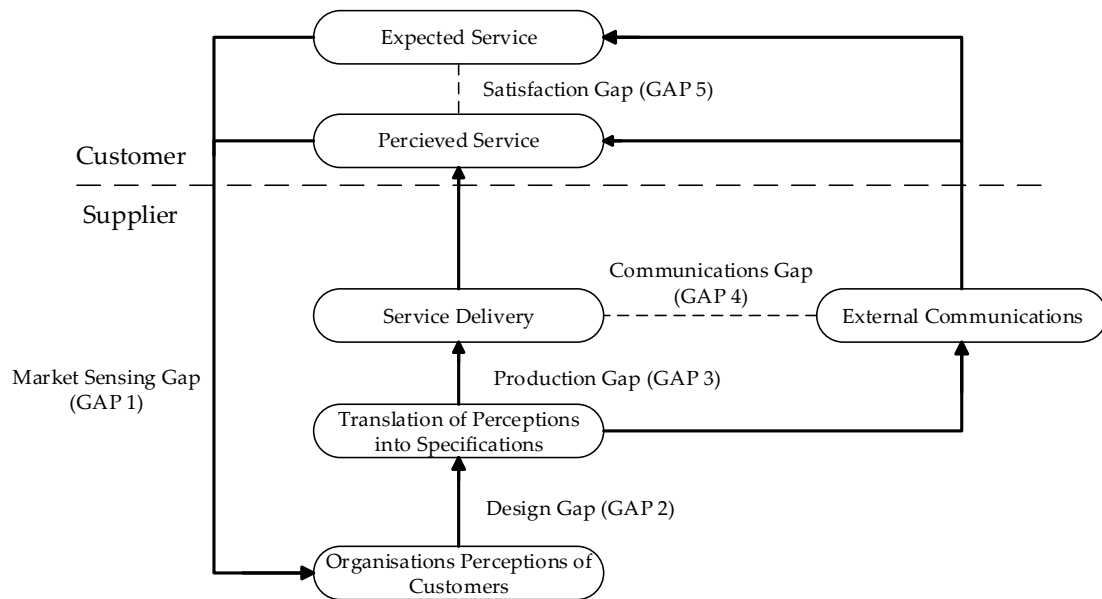 Expected Service
Satisfaction Gap (GAP 5)
Percieved Service
Customer
Supplier
Communications Gap
(GAP 4)
Service Delivery
External Communications
Market Sensing Gap
(GAP 1)
Production Gap (GAP 3)
Translation of Perceptions
into Specifications
Design Gap (GAP 2)
Organisations Perceptions of
Customers